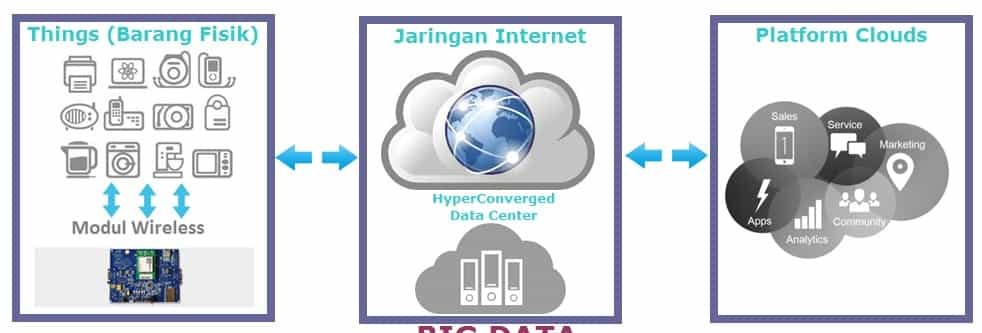 Things (Barang Fisik)
Modul Wireless
Jaringan Internet
HyperConverged
Data Center
Platform Clouds
Sales
1
Service
Marketing
Apps
Analytics
Community
BIG DATA